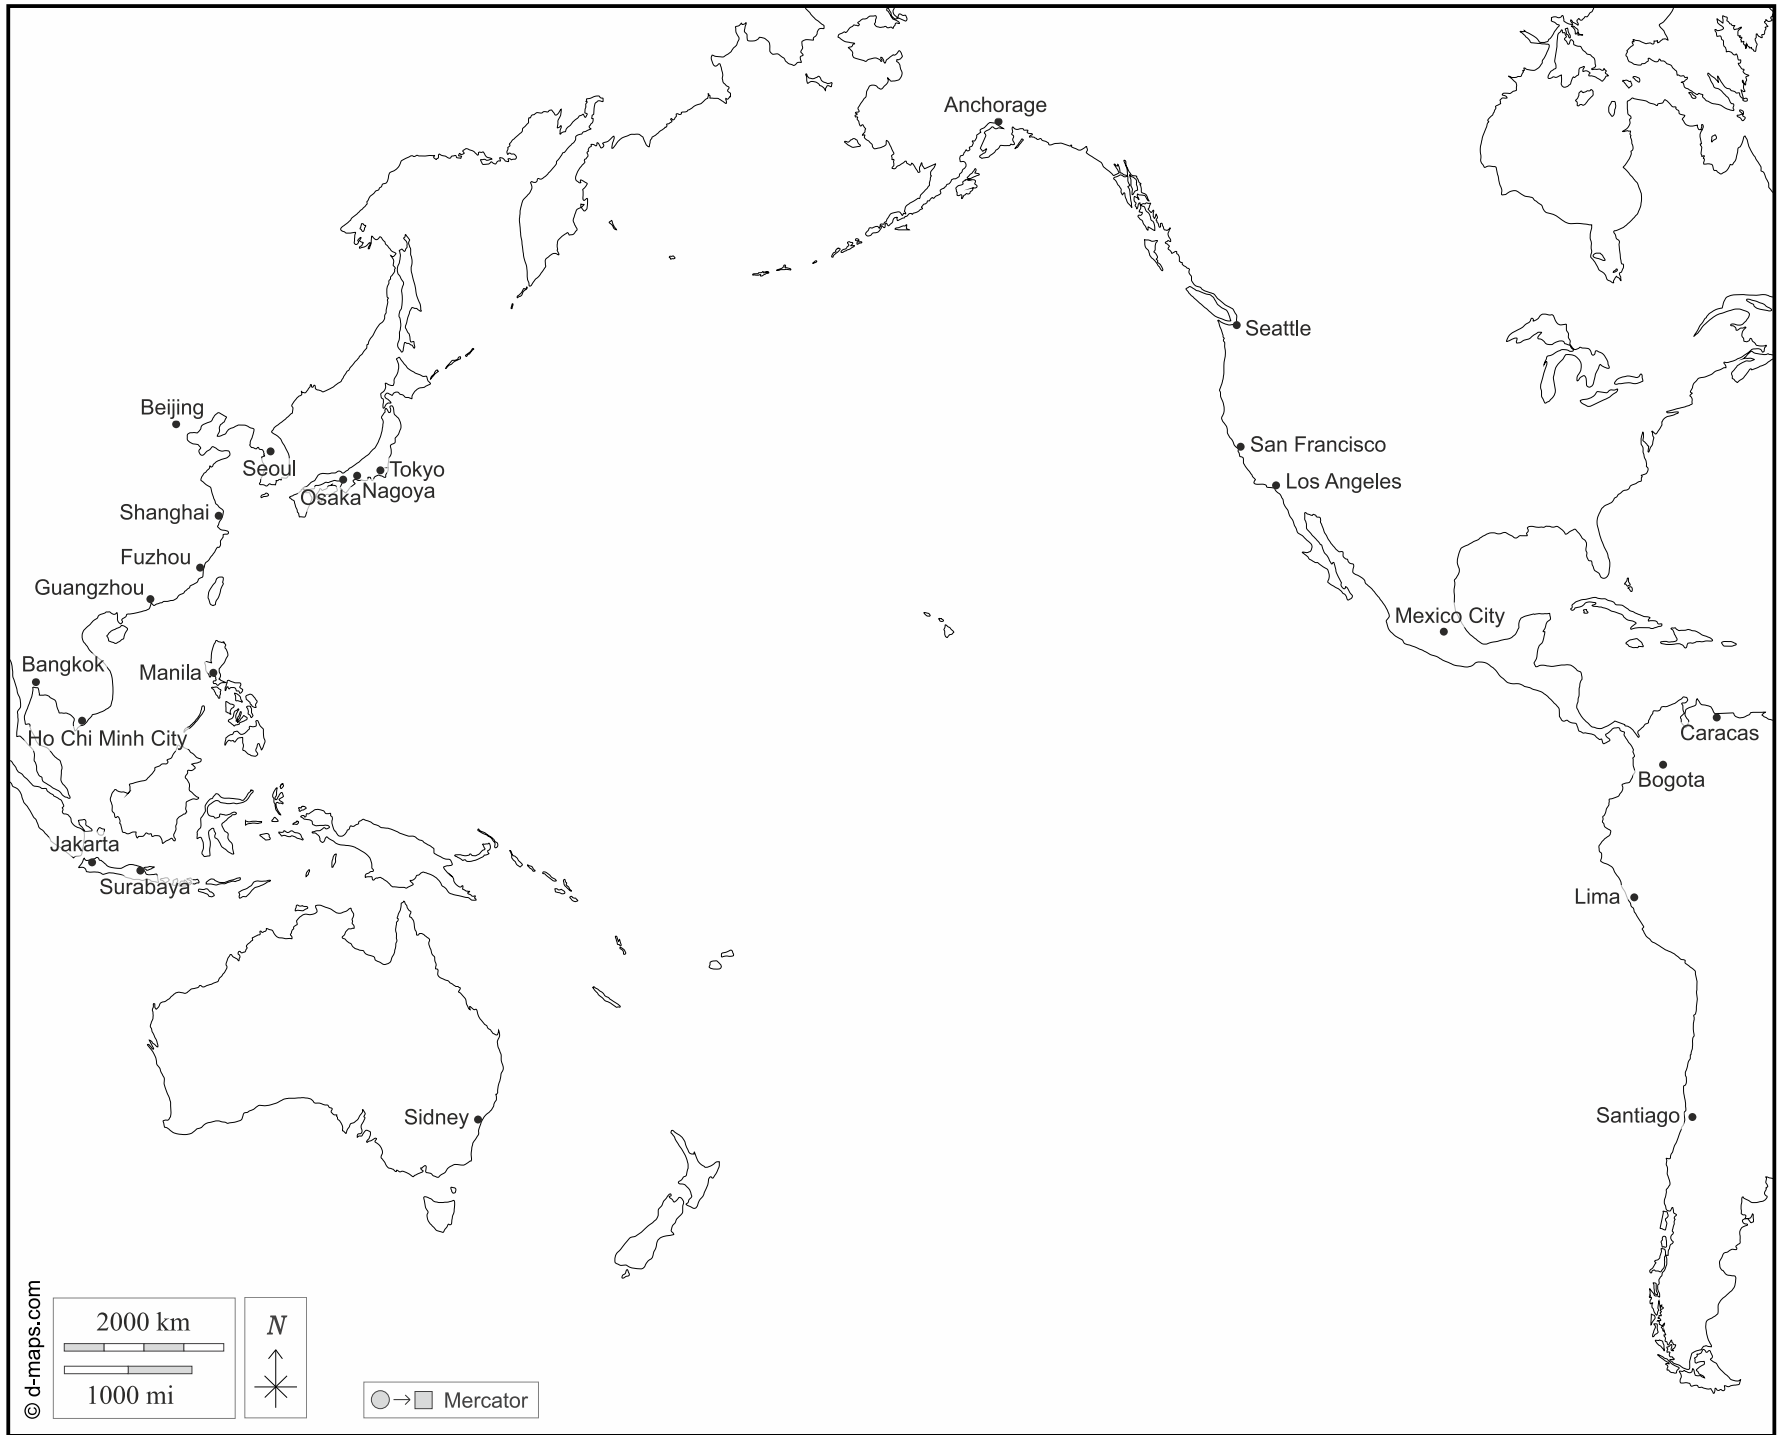 Anchorage
Seattle
Beijing
San Francisco
Seoul
Tokyo
Los Angeles
Osaka
Nagoya
Shanghai
Fuzhou
Guangzhou
Mexico City
Bangkok
Manila
Ho Chi Minh City
Caracas
Bogota
Jakarta
Surabaya
Lima
Sidney
Santiago
© d-maps.com
2000 km
1000 mi
N
Mercator